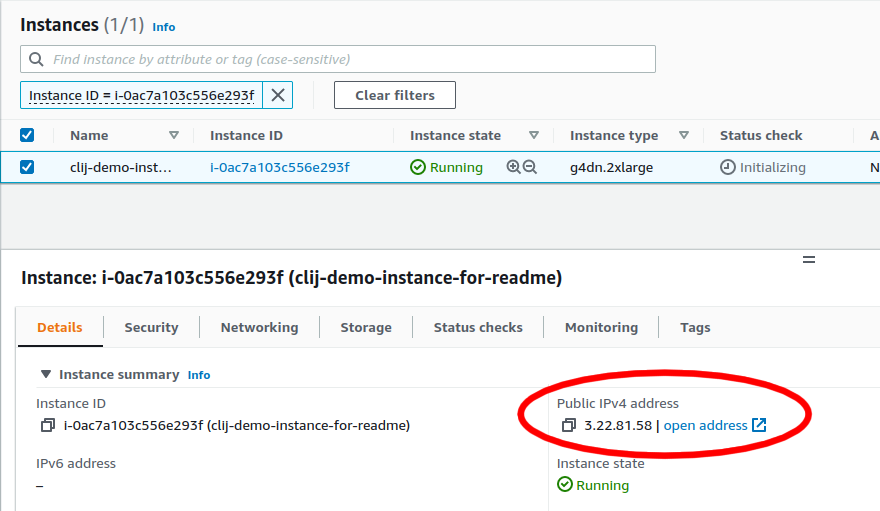 Instances (1/1) Info
Find instance by attribute or tag (case-sensitive)
Instance ID = i-0ac7a103c556e293f Clear filters
Name Instance ID Instance state Instance type Status check A
clij-demo-inst… i-0ac7a103c556e293f Running g4dn.2xlarge Initializing N
Instance: i-0ac7a103c556e293f (clij-demo-instance-for-readme)
Details Security Networking Storage Status checks Monitoring Tags
Instance summary Info
Instance ID Public IPv4 address
i-0ac7a103c556e293f (clij-demo-instance-for-readme) 3.22.81.58 | open address
IPv6 address Instance state
– Running